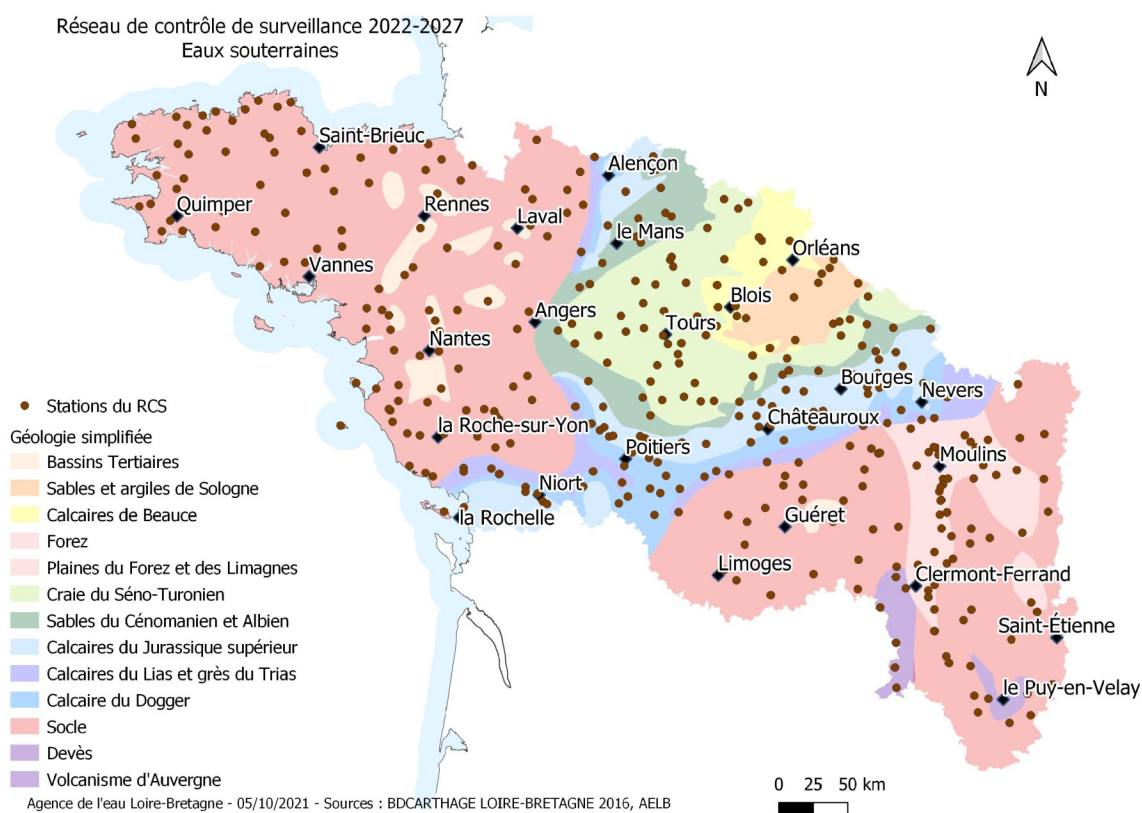 Réseau de contrôle de surveillance 2022-2027
Eaux souterraines
N
Saint-Brieuc
Alençon
Quimper
Rennes
Laval
le Mans
Orléans
Vannes
Blois
Angers
Tours
Nantes
Bourges
Nevers
Châteauroux
la Roche-sur-Yon
Poitiers
Moulins
Niort
la Rochelle
Guéret
Limoges
Clermont-Ferrand
Saint-Étienne
le Puy-en-Velay
Stations du RCS
Géologie simplifiée
Bassins Tertiaires
Sables et argiles de Sologne
Calcaires de Beauce
Forez
Plaines du Forez et des Limagnes
Craie du Séno-Turonien
Sables du Cénomanien et Albien
Calcaires du Jurassique supérieur
Calcaires du Lias et grès du Trias
Calcaire du Dogger
Socle
Devès
Volcanisme d'Auvergne
0 25 50 km
Agence de l'eau Loire-Bretagne - 05/10/2021 - Sources : BDCARTHAGE LOIRE-BRETAGNE 2016, AELB